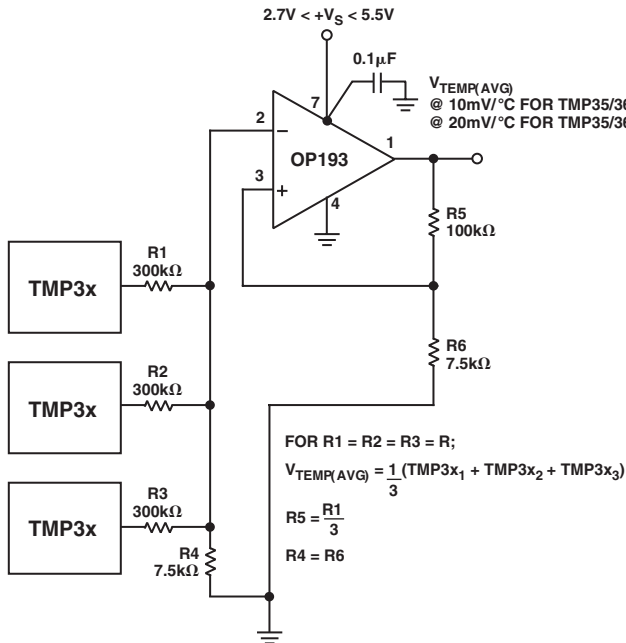 2.7V < +VS < 5.5V
0.1μF
7
VTEMP(AVG)
@ 10mV/°C FOR TMP35/36
@ 20mV/°C FOR TMP35/36
2
−
1
OP193
3
+
4
R5
100kΩ
R1
300kΩ
TMP3x
R6
7.5kΩ
R2
300kΩ
TMP3x
FOR R1 = R2 = R3 = R;
VTEMP(AVG) = 1/3 (TMP3x1 + TMP3x2 + TMP3x3)
R3
300kΩ
TMP3x
R5 = R1/3
R4
7.5kΩ
R4 = R6